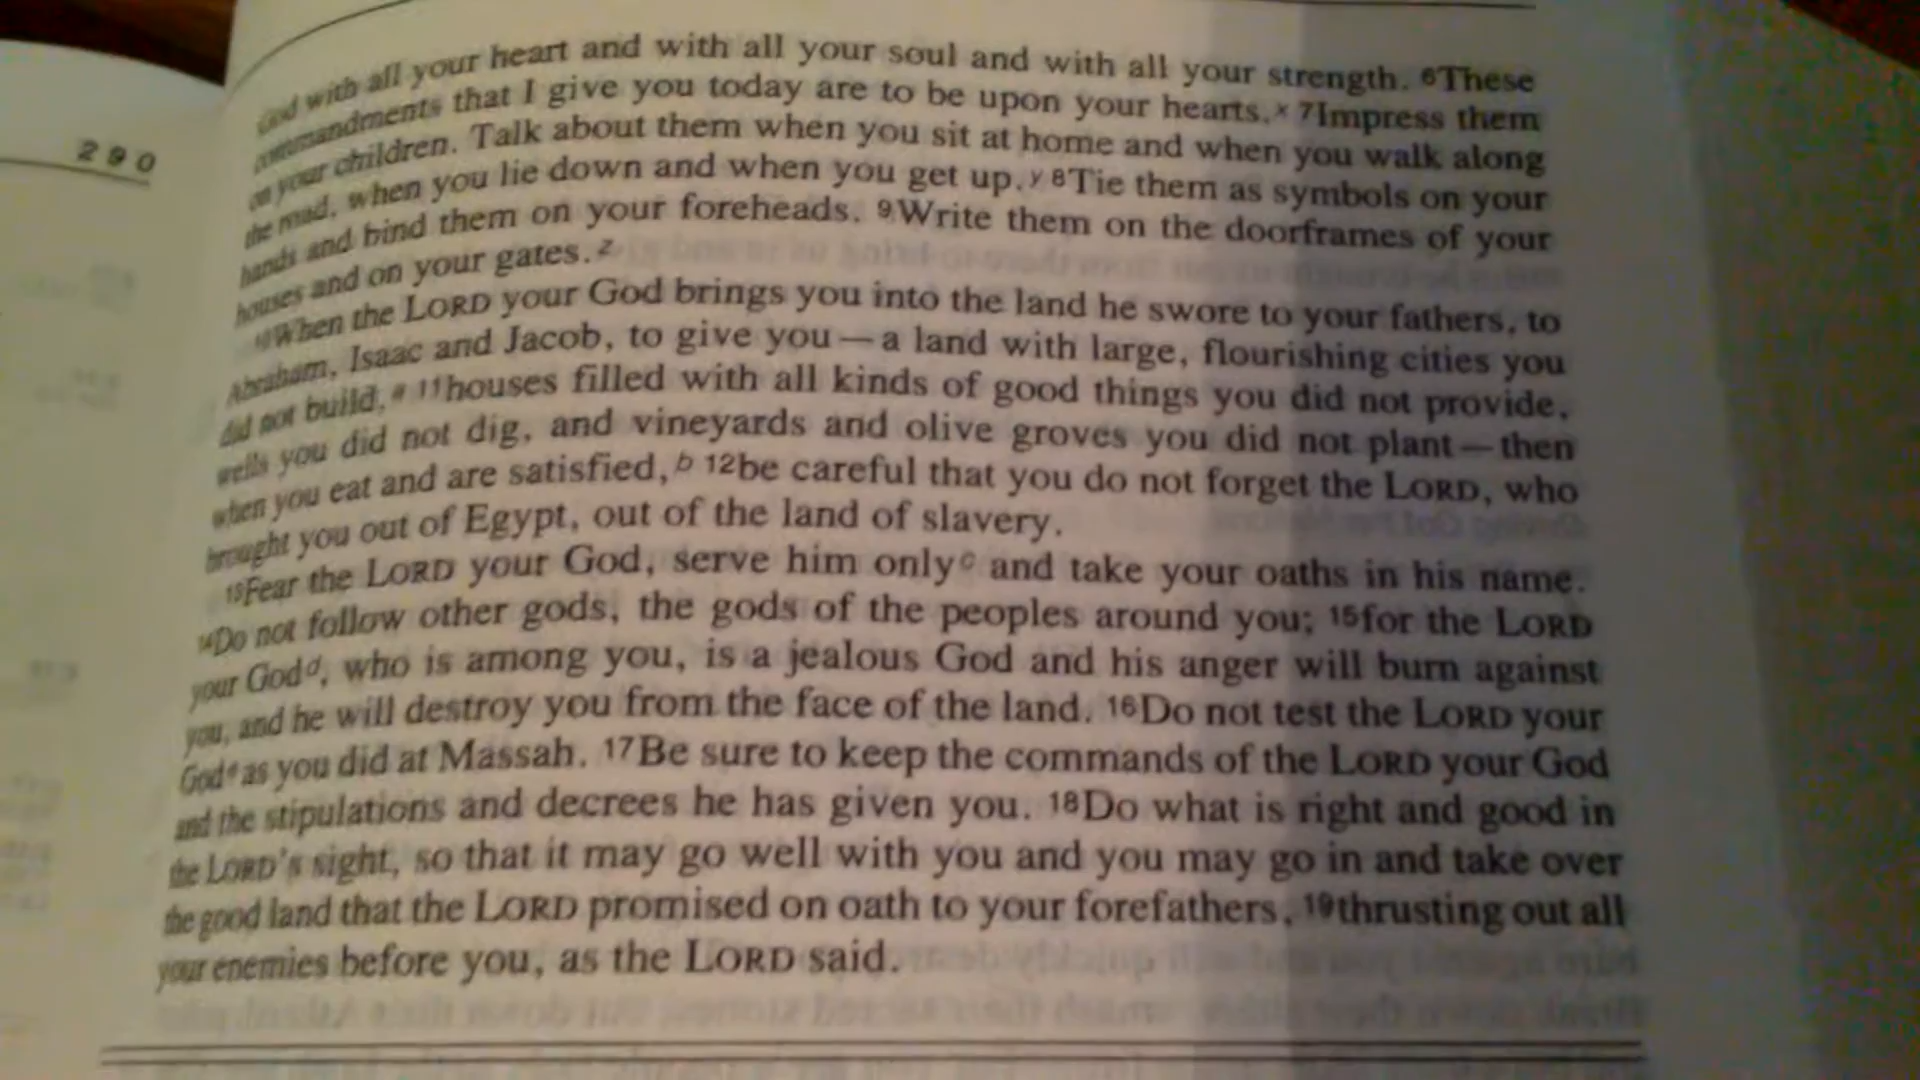 290
God with all your heart and with all your soul and with all your strength. 6These
commandments that I give you today are to be upon your hearts.x 7Impress them
on your children. Talk about them when you sit at home and when you walk along
the road, when you lie down and when you get up.y 8Tie them as symbols on your
hands and bind them on your foreheads. 9Write them on the doorframes of your
houses and on your gates.z
10When the LORD your God brings you into the land he swore to your fathers, to
Abraham, Isaac and Jacob, to give you—a land with large, flourishing cities you
did not build,a 11houses filled with all kinds of good things you did not provide,
wells you did not dig, and vineyards and olive groves you did not plant—then
when you eat and are satisfied,b 12be careful that you do not forget the LORD, who
brought you out of Egypt, out of the land of slavery.
13Fear the LORD your God, serve him onlyc and take your oaths in his name.
14Do not follow other gods, the gods of the peoples around you; 15for the LORD
your Godd, who is among you, is a jealous God and his anger will burn against
you, and he will destroy you from the face of the land. 16Do not test the LORD your
Gode as you did at Massah. 17Be sure to keep the commands of the LORD your God
and the stipulations and decrees he has given you. 18Do what is right and good in
the LORD's sight, so that it may go well with you and you may go in and take over
the good land that the LORD promised on oath to your forefathers, 19thrusting out all
your enemies before you, as the LORD said.